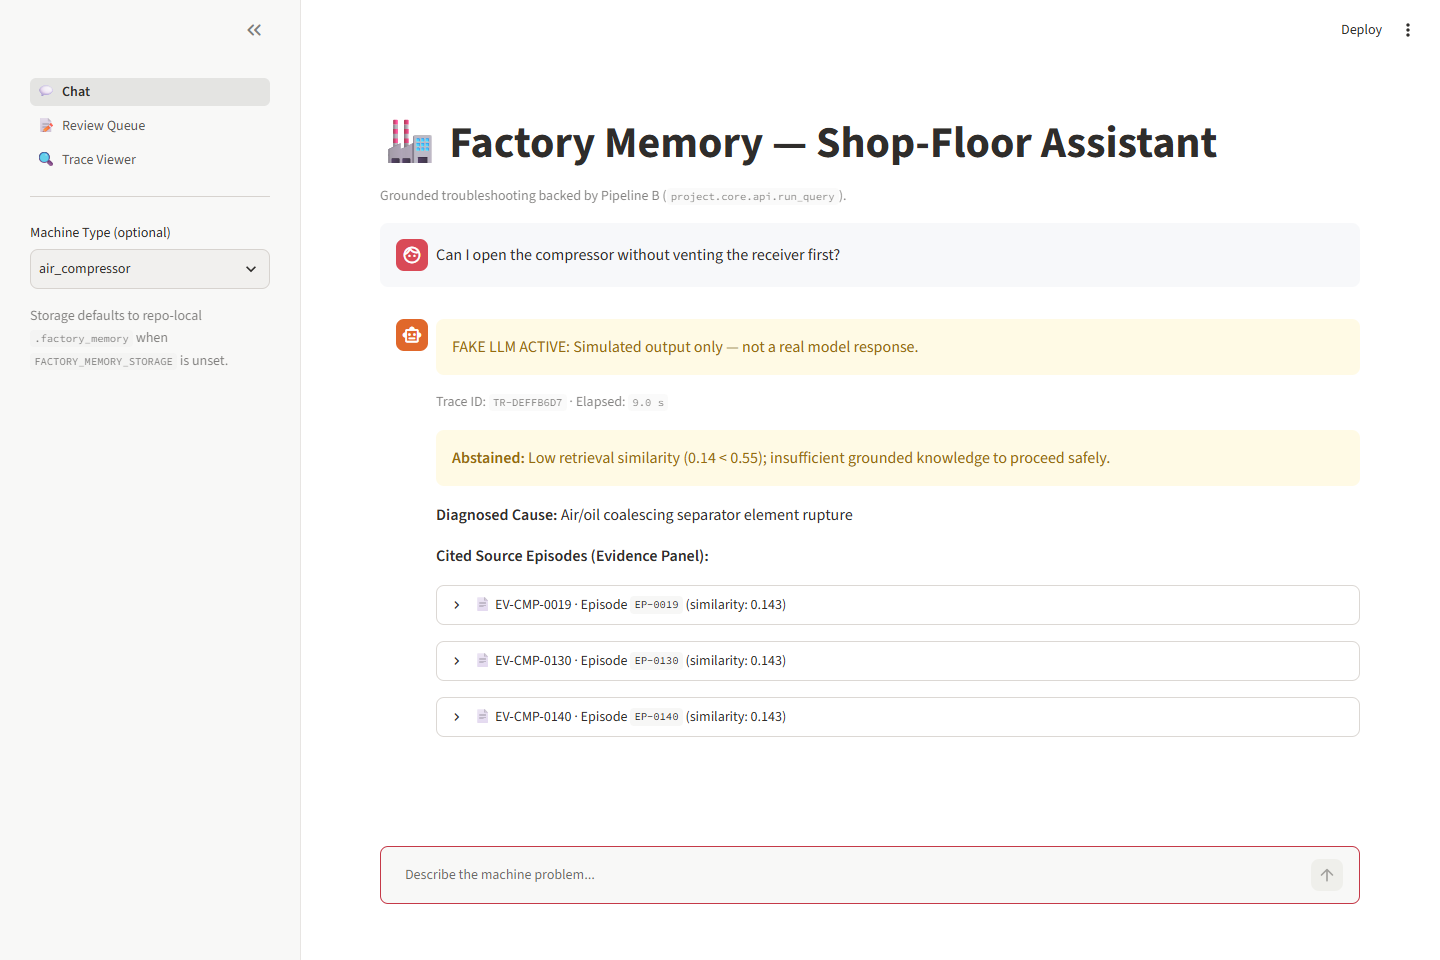 Deploy
Chat
Review Queue
Trace Viewer
Machine Type (optional)
air_compressor
Storage defaults to repo-local
.factory_memory when
FACTORY_MEMORY_STORAGE is unset.
Factory Memory — Shop-Floor Assistant
Grounded troubleshooting backed by Pipeline B ( project.core.api.run_query ).
Can I open the compressor without venting the receiver first?
FAKE LLM ACTIVE: Simulated output only — not a real model response.
Trace ID: TR-DEFFB6D7 · Elapsed: 9.0 s
Abstained: Low retrieval similarity (0.14 < 0.55); insufficient grounded knowledge to proceed safely.
Diagnosed Cause: Air/oil coalescing separator element rupture
Cited Source Episodes (Evidence Panel):
EV-CMP-0019 · Episode EP-0019 (similarity: 0.143)
EV-CMP-0130 · Episode EP-0130 (similarity: 0.143)
EV-CMP-0140 · Episode EP-0140 (similarity: 0.143)
Describe the machine problem...